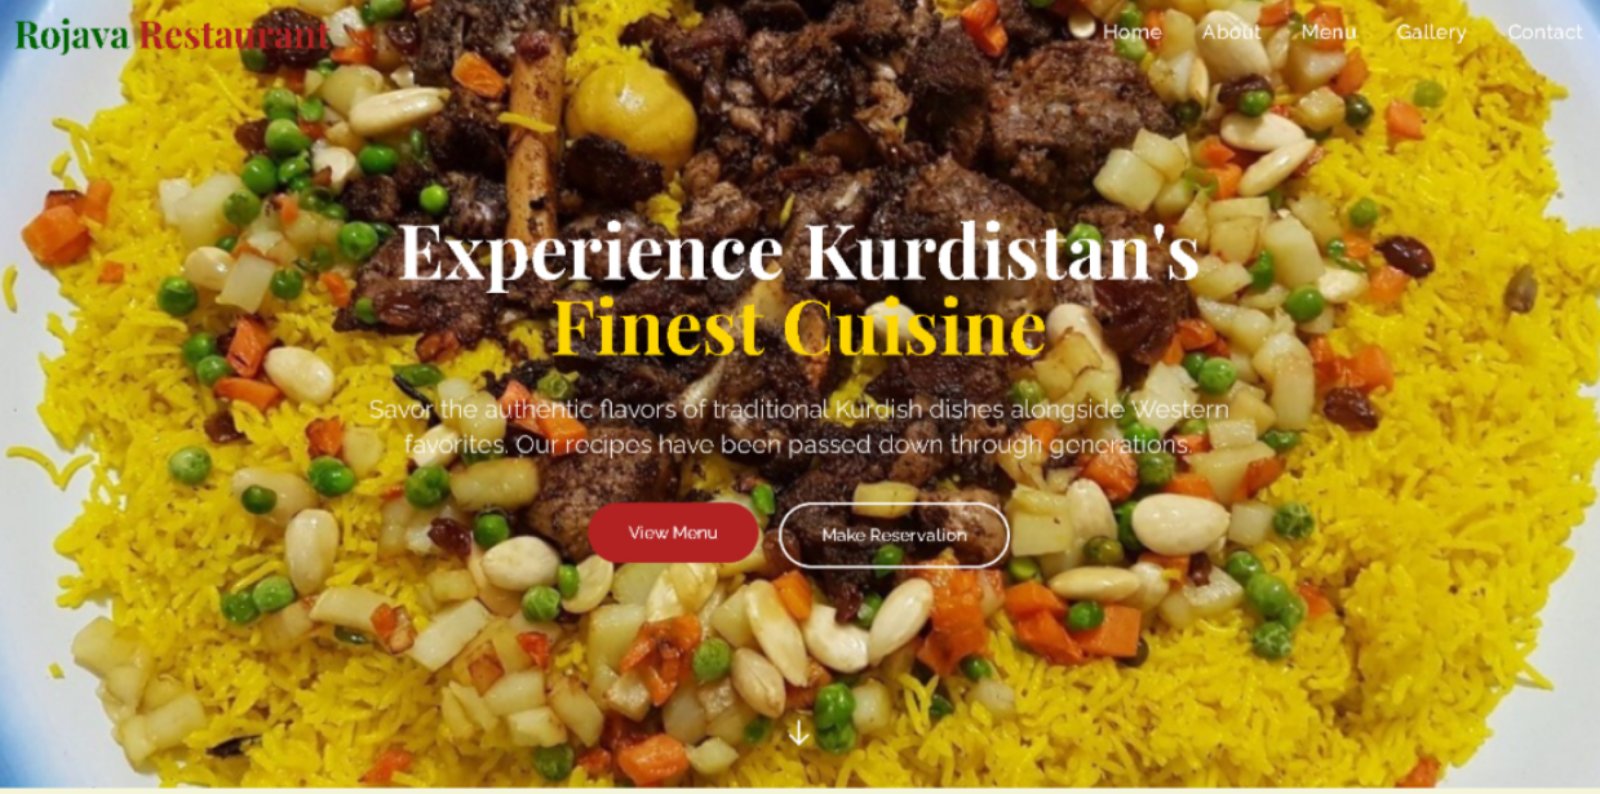 Rojava Restaurant
Home About Menu Gallery Contact
Experience Kurdistan's
Finest Cuisine
Savor the authentic flavors of traditional Kurdish dishes alongside Western
favorites. Our recipes have been passed down through generations.
View Menu
Make Reservation